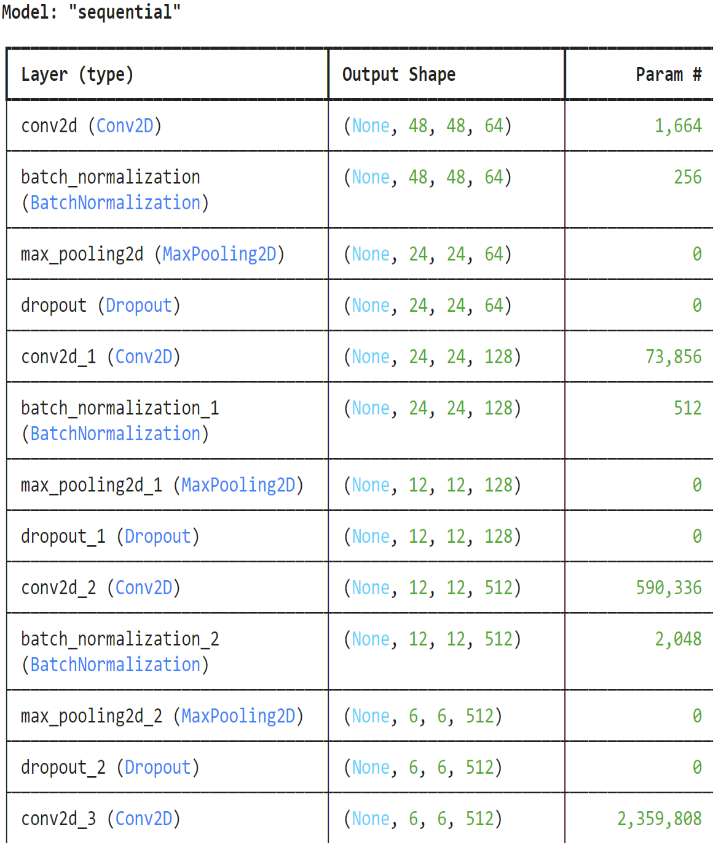 Model: "sequential"
Layer (type) Output Shape Param #
conv2d (Conv2D) (None, 48, 48, 64) 1,664
batch_normalization (None, 48, 48, 64) 256
(BatchNormalization)
max_pooling2d (MaxPooling2D) (None, 24, 24, 64) 0
dropout (Dropout) (None, 24, 24, 64) 0
conv2d_1 (Conv2D) (None, 24, 24, 128) 73,856
batch_normalization_1 (None, 24, 24, 128) 512
(BatchNormalization)
max_pooling2d_1 (MaxPooling2D) (None, 12, 12, 128) 0
dropout_1 (Dropout) (None, 12, 12, 128) 0
conv2d_2 (Conv2D) (None, 12, 12, 512) 590,336
batch_normalization_2 (None, 12, 12, 512) 2,048
(BatchNormalization)
max_pooling2d_2 (MaxPooling2D) (None, 6, 6, 512) 0
dropout_2 (Dropout) (None, 6, 6, 512) 0
conv2d_3 (Conv2D) (None, 6, 6, 512) 2,359,808